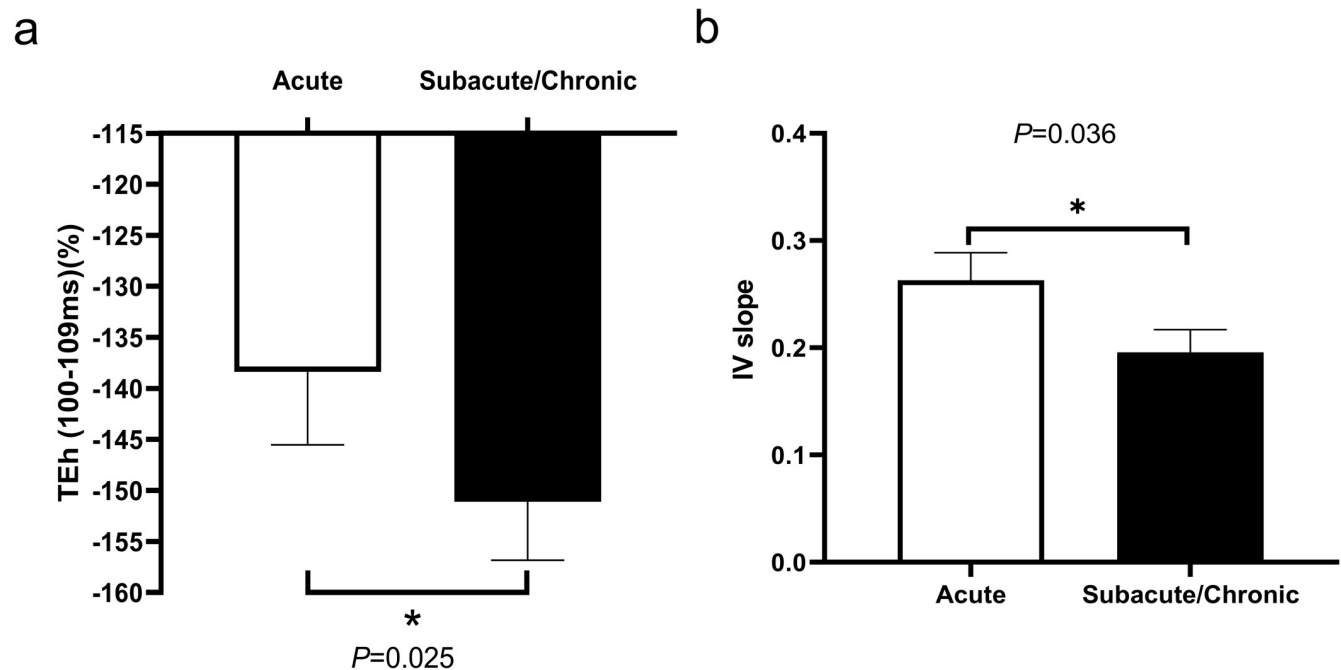 a
Acute Subacute/Chronic
-115
-120
-125
-130
-135
-140
-145
-150
-155
-160
TEh (100-109ms)(%)
*
P=0.025
b
P=0.036
*
0.4
0.3
0.2
0.1
0.0
IV slope
Acute Subacute/Chronic